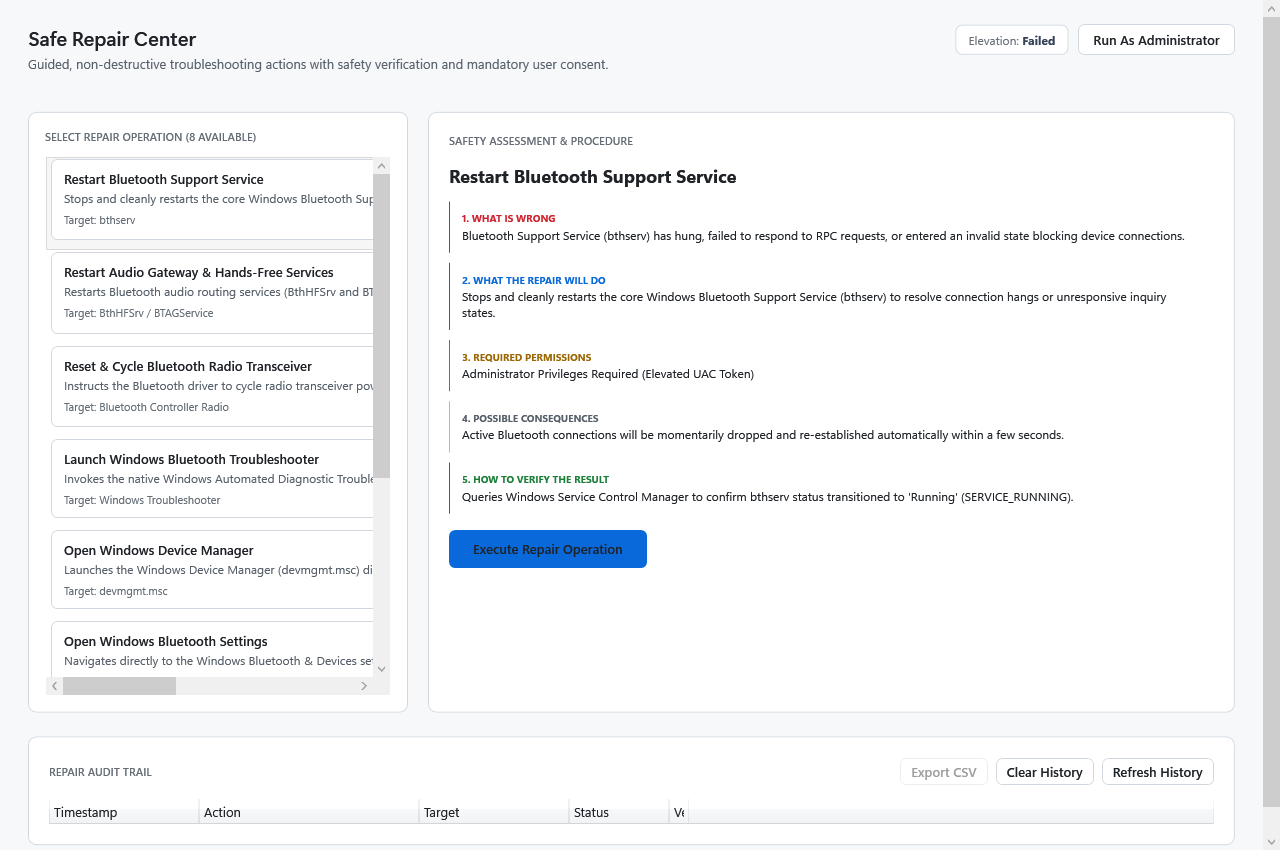 Safe Repair Center
Guided, non-destructive troubleshooting actions with safety verification and mandatory user consent.
Elevation: Failed
Run As Administrator
SELECT REPAIR OPERATION (8 AVAILABLE)
Restart Bluetooth Support Service
Stops and cleanly restarts the core Windows Bluetooth Sup
Target: bthserv
Restart Audio Gateway & Hands-Free Services
Restarts Bluetooth audio routing services (BthHFSrv and BT
Target: BthHFSrv / BTAGService
Reset & Cycle Bluetooth Radio Transceiver
Instructs the Bluetooth driver to cycle radio transceiver pow
Target: Bluetooth Controller Radio
Launch Windows Bluetooth Troubleshooter
Invokes the native Windows Automated Diagnostic Trouble
Target: Windows Troubleshooter
Open Windows Device Manager
Launches the Windows Device Manager (devmgmt.msc) di
Target: devmgmt.msc
Open Windows Bluetooth Settings
Navigates directly to the Windows Bluetooth & Devices set
SAFETY ASSESSMENT & PROCEDURE
Restart Bluetooth Support Service
1. WHAT IS WRONG
Bluetooth Support Service (bthserv) has hung, failed to respond to RPC requests, or entered an invalid state blocking device connections.
2. WHAT THE REPAIR WILL DO
Stops and cleanly restarts the core Windows Bluetooth Support Service (bthserv) to resolve connection hangs or unresponsive inquiry
states.
3. REQUIRED PERMISSIONS
Administrator Privileges Required (Elevated UAC Token)
4. POSSIBLE CONSEQUENCES
Active Bluetooth connections will be momentarily dropped and re-established automatically within a few seconds.
5. HOW TO VERIFY THE RESULT
Queries Windows Service Control Manager to confirm bthserv status transitioned to 'Running' (SERVICE_RUNNING).
Execute Repair Operation
REPAIR AUDIT TRAIL
Export CSV
Clear History
Refresh History
Timestamp
Action
Target
Status